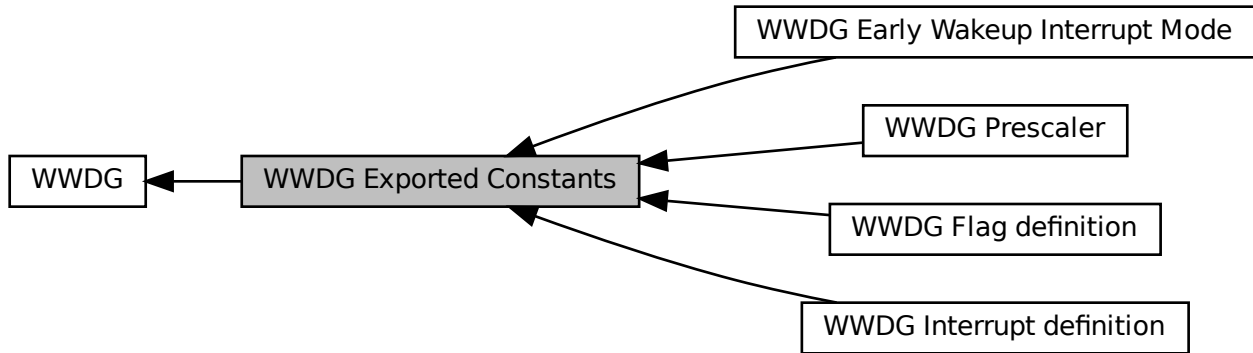 WWDG Early Wakeup Interrupt Mode
WWDG Prescaler
WWDG
WWDG Exported Constants
WWDG Flag definition
WWDG Interrupt definition